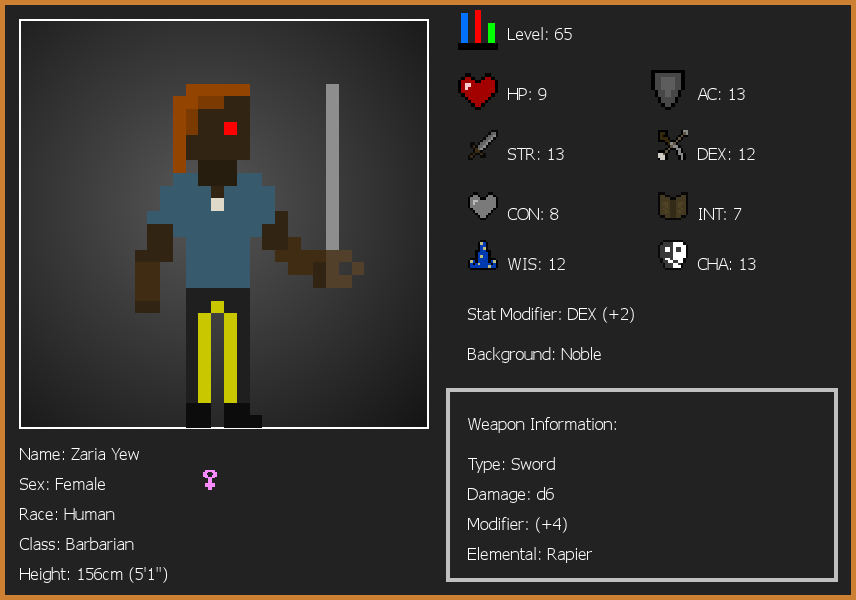 Level: 65
HP: 9
AC: 13
STR: 13
DEX: 12
CON: 8
INT: 7
WIS: 12
CHA: 13
Stat Modifier: DEX (+2)
Background: Noble
Weapon Information:
Type: Sword
Damage: d6
Modifier: (+4)
Elemental: Rapier
Name: Zaria Yew
Sex: Female
Race: Human
Class: Barbarian
Height: 156cm (5'1")